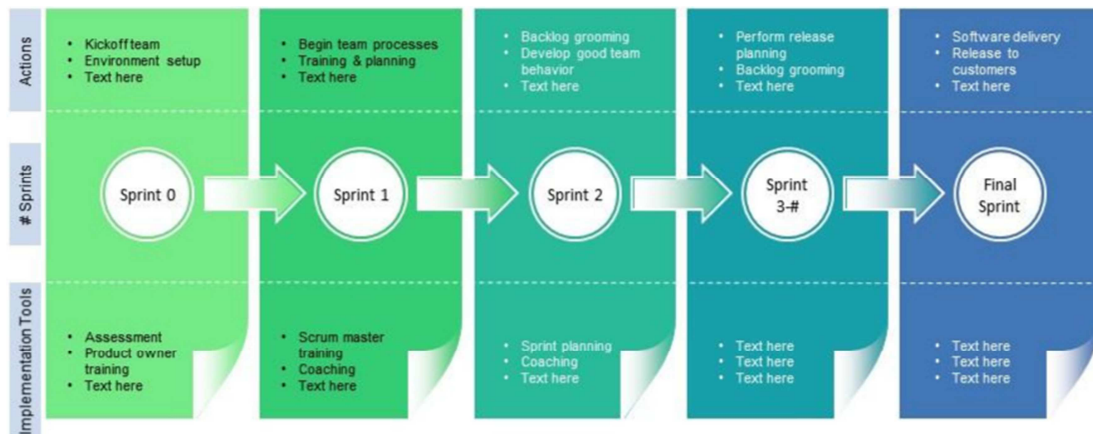 Actions
• Kickoff team
• Environment setup
• Text here
• Begin team processes
• Training & planning
• Text here
• Backlog grooming
• Develop good team
behavior
• Text here
• Perform release
planning
• Backlog grooming
• Text here
• Software delivery
• Release to
customers
• Text here
# Sprints
Sprint 0
Sprint 1
Sprint 2
Sprint
3-#
Final
Sprint
Implementation Tools
• Assessment
• Product owner
training
• Text here
• Scrum master
training
• Coaching
• Text here
• Sprint planning
• Coaching
• Text here
• Text here
• Text here
• Text here
• Text here
• Text here
• Text here